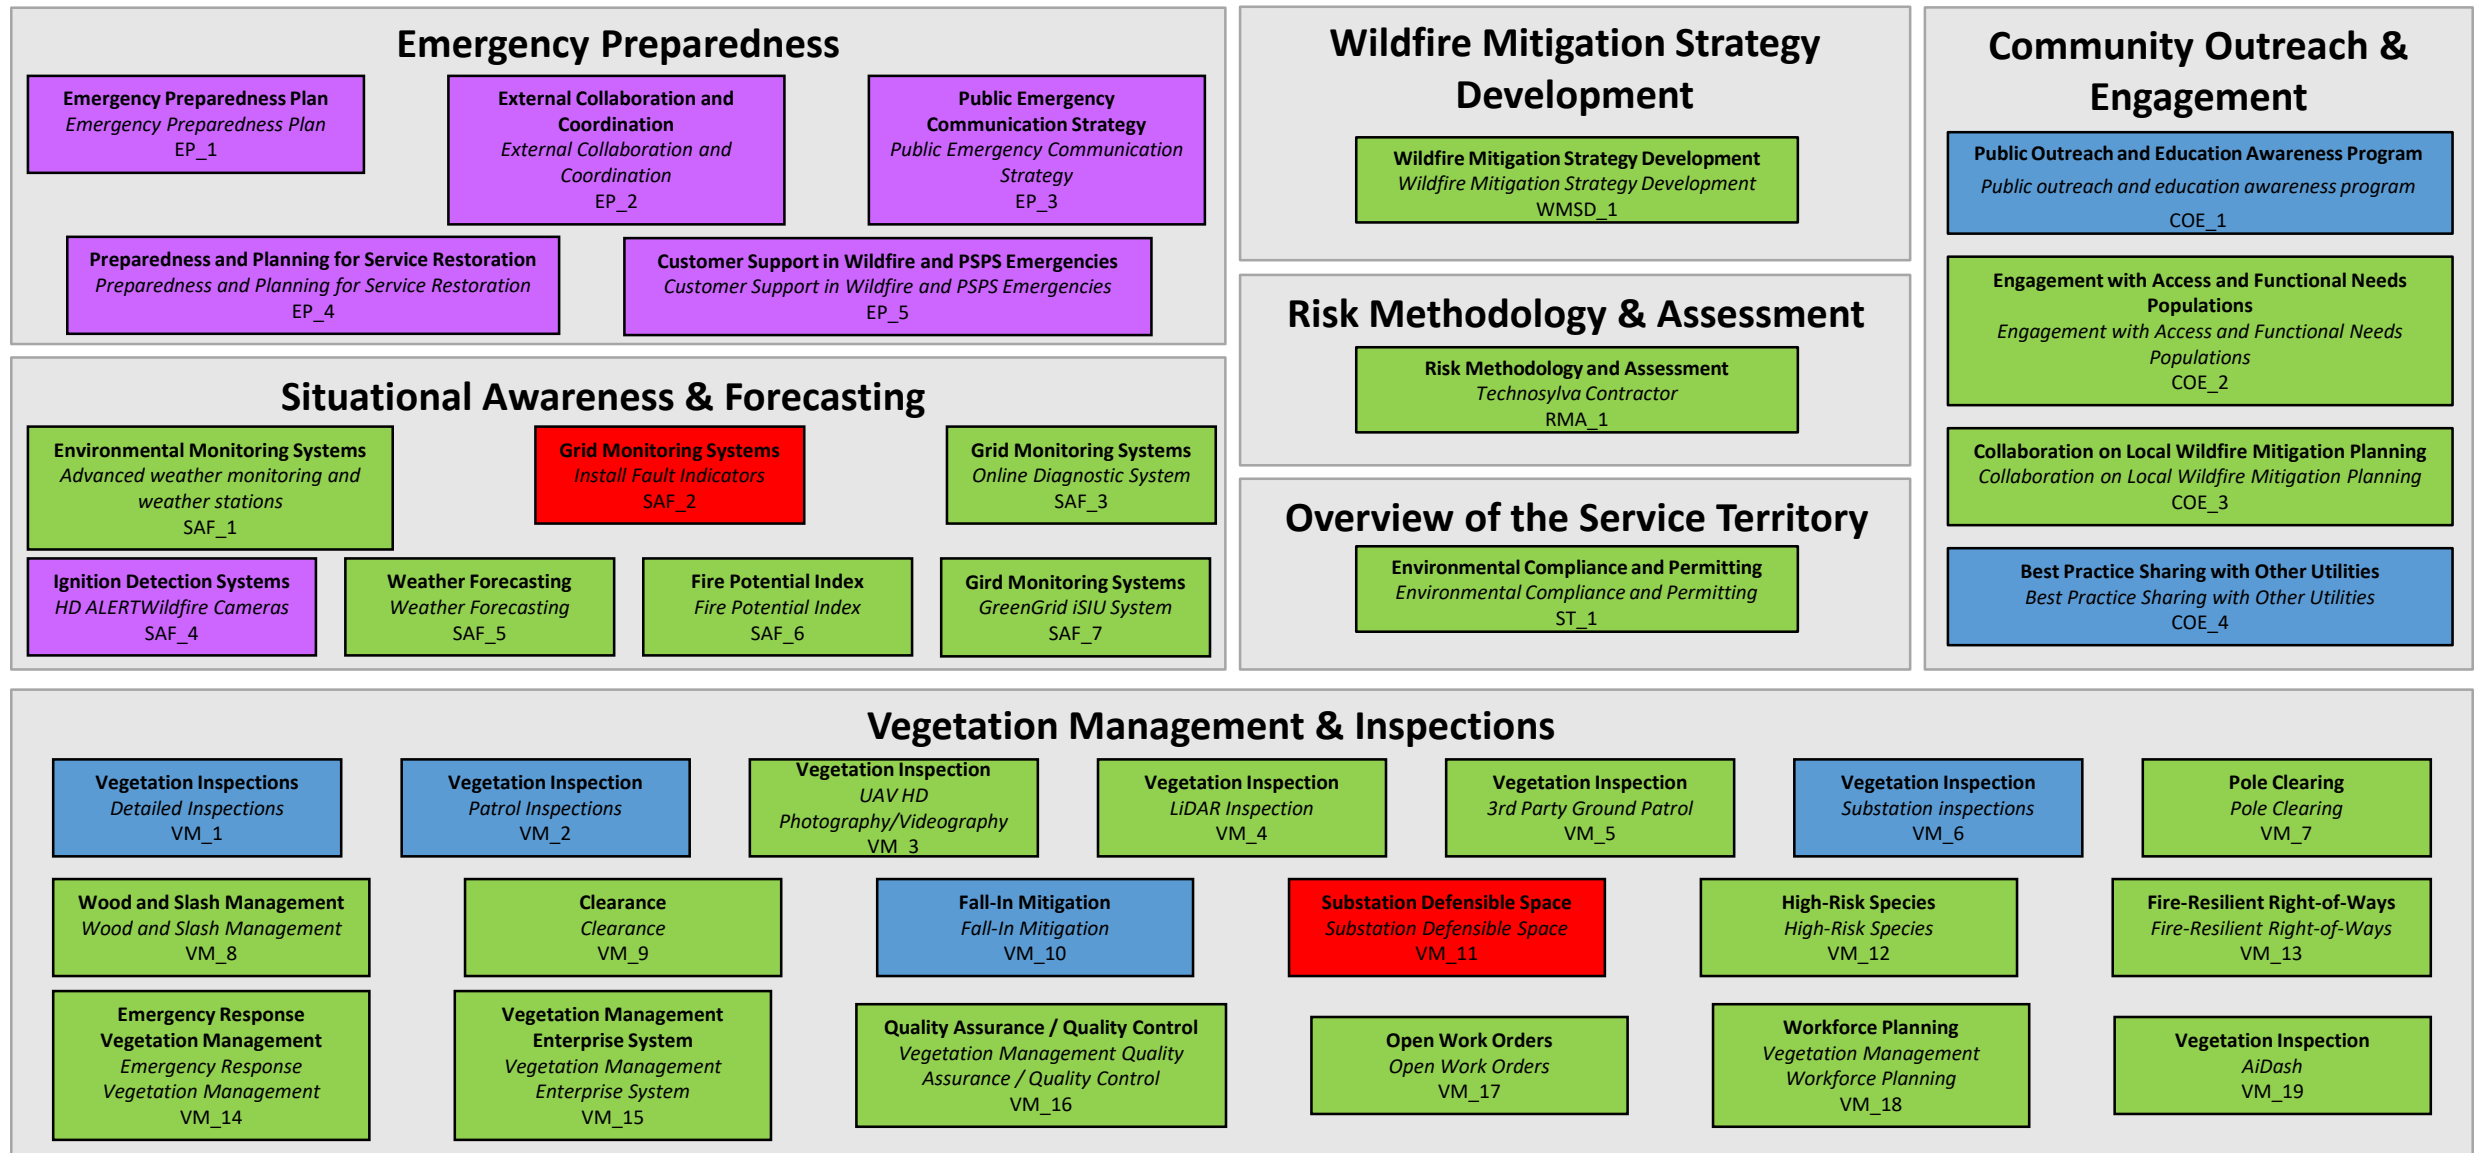 Emergency Preparedness
Emergency Preparedness Plan
Emergency Preparedness Plan
EP_1
External Collaboration and
Coordination
External Collaboration and
Coordination
EP_2
Public Emergency
Communication Strategy
Public Emergency Communication
Strategy
EP_3
Preparedness and Planning for Service Restoration
Preparedness and Planning for Service Restoration
EP_4
Customer Support in Wildfire and PSPS Emergencies
Customer Support in Wildfire and PSPS Emergencies
EP_5
Situational Awareness & Forecasting
Environmental Monitoring Systems
Advanced weather monitoring and
weather stations
SAF_1
Grid Monitoring Systems
Install Fault Indicators
SAF_2
Grid Monitoring Systems
Online Diagnostic System
SAF_3
Ignition Detection Systems
HD ALERTWildfire Cameras
SAF_4
Weather Forecasting
Weather Forecasting
SAF_5
Fire Potential Index
Fire Potential Index
SAF_6
Gird Monitoring Systems
GreenGrid iSIU System
SAF_7
Wildfire Mitigation Strategy
Development
Wildfire Mitigation Strategy Development
Wildfire Mitigation Strategy Development
WMSD_1
Risk Methodology & Assessment
Risk Methodology and Assessment
Technosylva Contractor
RMA_1
Overview of the Service Territory
Environmental Compliance and Permitting
Environmental Compliance and Permitting
ST_1
Community Outreach &
Engagement
Public Outreach and Education Awareness Program
Public outreach and education awareness program
COE_1
Engagement with Access and Functional Needs
Populations
Engagement with Access and Functional Needs
Populations
COE_2
Collaboration on Local Wildfire Mitigation Planning
Collaboration on Local Wildfire Mitigation Planning
COE_3
Best Practice Sharing with Other Utilities
Best Practice Sharing with Other Utilities
COE_4
Vegetation Management & Inspections
Vegetation Inspections
Detailed Inspections
VM_1
Vegetation Inspection
Patrol Inspections
VM_2
Vegetation Inspection
UAV HD
Photography/Videography
VM_3
Vegetation Inspection
LiDAR Inspection
VM_4
Vegetation Inspection
3rd Party Ground Patrol
VM_5
Vegetation Inspection
Substation inspections
VM_6
Pole Clearing
Pole Clearing
VM_7
Wood and Slash Management
Wood and Slash Management
VM_8
Clearance
Clearance
VM_9
Fall-In Mitigation
Fall-In Mitigation
VM_10
Substation Defensible Space
Substation Defensible Space
VM_11
High-Risk Species
High-Risk Species
VM_12
Fire-Resilient Right-of-Ways
Fire-Resilient Right-of-Ways
VM_13
Emergency Response
Vegetation Management
Emergency Response
Vegetation Management
VM_14
Vegetation Management
Enterprise System
Vegetation Management
Enterprise System
VM_15
Quality Assurance / Quality Control
Vegetation Management Quality
Assurance / Quality Control
VM_16
Open Work Orders
Open Work Orders
VM_17
Workforce Planning
Vegetation Management
Workforce Planning
VM_18
Vegetation Inspection
AiDash
VM_19